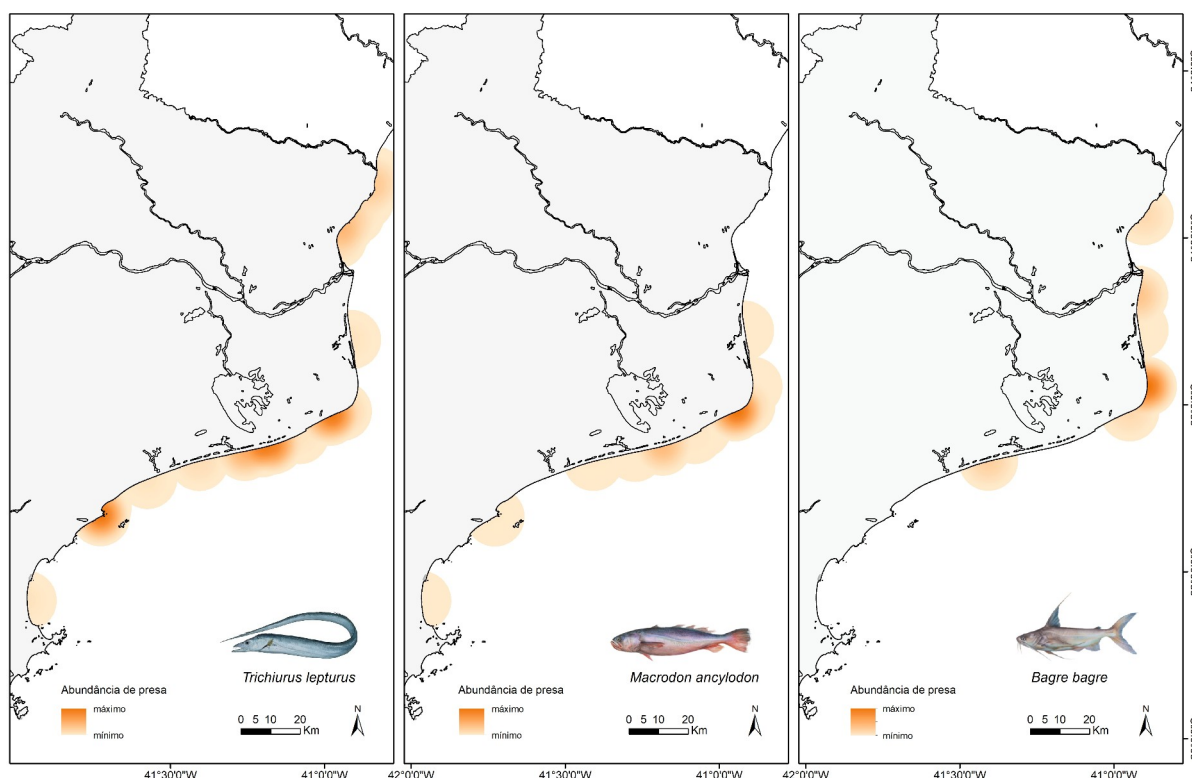 Trichiurus lepturus
Abundância de presa
máximo
mínimo
0 5 10 20
Km
N
41°30'0"W
41°0'0"W
Macrodon ancylodon
Abundância de presa
máximo
mínimo
0 5 10 20
Km
N
42°0'0"W
41°30'0"W
41°0'0"W
Bagre bagre
Abundância de presa
máximo
mínimo
0 5 10 20
Km
N
42°0'0"W
41°30'0"W
41°0'0"W